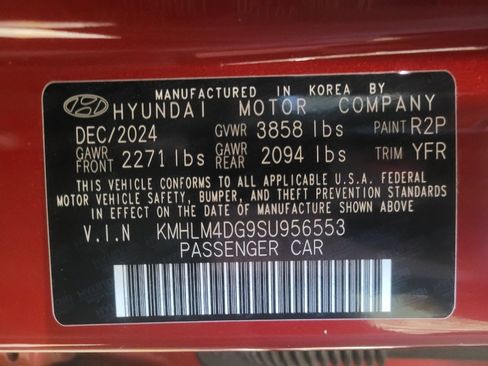 MANUFACTURED IN KOREA BY
HYUNDAI MOTOR COMPANY
DEC/2024 GVWR 3858 lbs PAINT R2P
GAWR FRONT 2271 lbs GAWR REAR 2094 lbs TRIM YFR
THIS VEHICLE CONFORMS TO ALL APPLICABLE U.S.A. FEDERAL
MOTOR VEHICLE SAFETY, BUMPER, AND THEFT PREVENTION STANDARDS
IN EFFECT ON THE DATE OF MANUFACTURE SHOWN ABOVE.
V.I.N KMHLM4DG9SU956553
PASSENGER CAR